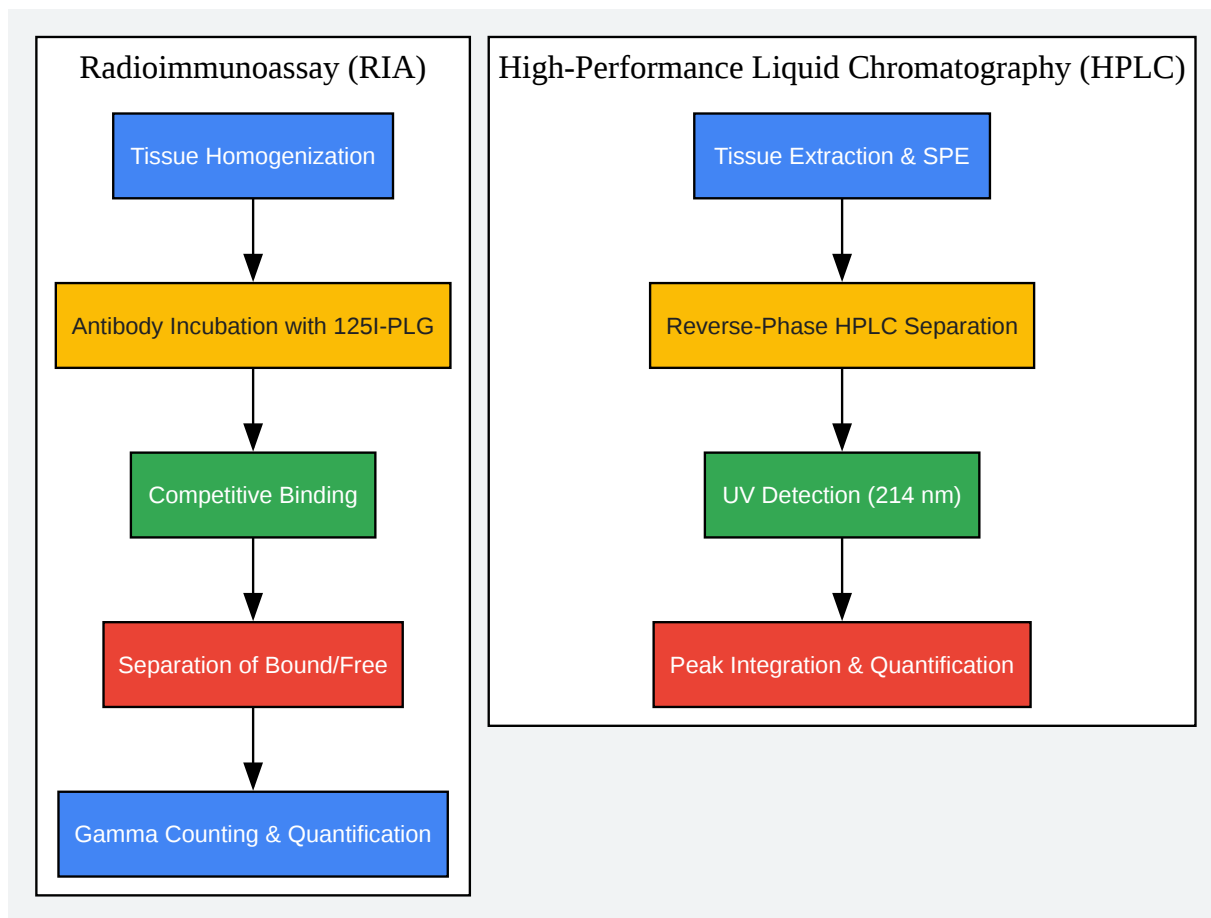 Radioimmunoassay (RIA)
Tissue Homogenization
Antibody Incubation with 125I-PLG
Competitive Binding
Separation of Bound/Free
Gamma Counting & Quantification
High-Performance Liquid Chromatography (HPLC)
Tissue Extraction & SPE
Reverse-Phase HPLC Separation
UV Detection (214 nm)
Peak Integration & Quantification